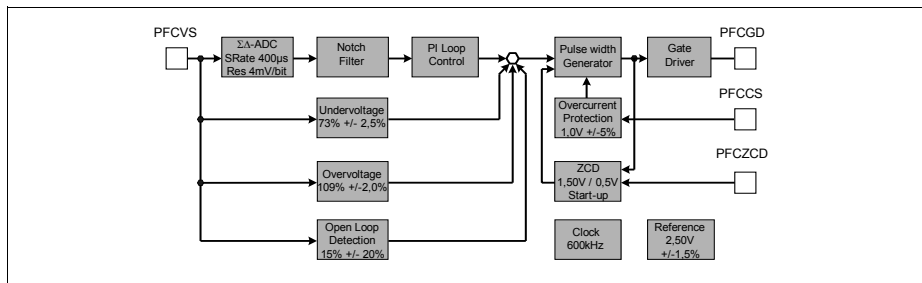 PFCVS
ΣΔ-ADC
SRate 400µs
Res 4mV/bit
Notch
Filter
PI Loop
Control
Pulse width
Generator
Gate
Driver
PFCGD
Undervoltage
73% +/- 2,5%
Overcurrent
Protection
1,0V +/-5%
PFCCS
Overvoltage
109% +/-2,0%
ZCD
1,50V / 0,5V
Start-up
PFCZCD
Open Loop
Detection
15% +/- 20%
Clock
600kHz
Reference
2,50V
+/-1,5%